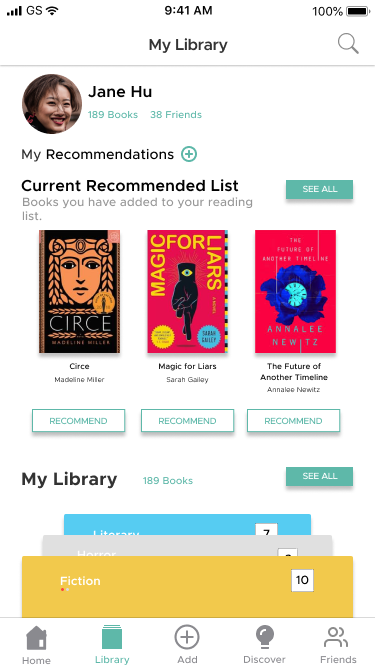 GS 9:41 AM 100%
My Library
Jane Hu
189 Books 38 Friends
My Recommendations
Current Recommended List
SEE ALL
Books you have added to your reading
list.
CIRCE
MADELINE MILLER
MAGIC FOR LIARS
A NOVEL
SARAH GAILEY
THE FUTURE OF ANOTHER TIMELINE
ANNALEE NEWITZ
Circe
Madeline Miller
Magic for Liars
Sarah Gailey
The Future of
Another Timeline
Annalee Newitz
RECOMMEND
RECOMMEND
RECOMMEND
My Library
189 Books
SEE ALL
Literary
7
Horror
Fiction
10
Home
Library
Add
Discover
Friends